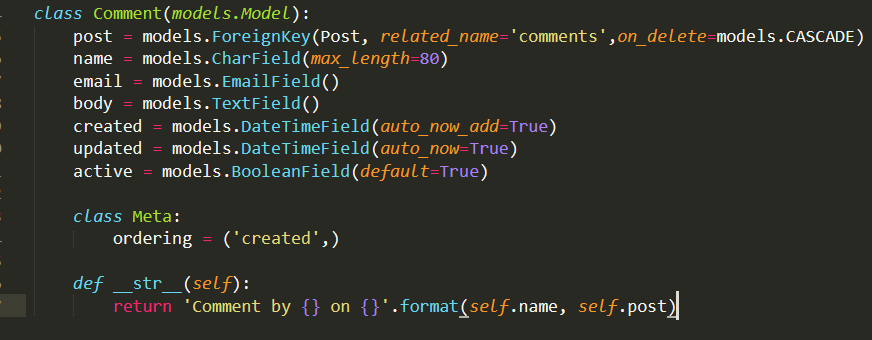 class Comment(models.Model):
    post = models.ForeignKey(Post, related_name='comments',on_delete=models.CASCADE)
    name = models.CharField(max_length=80)
    email = models.EmailField()
    body = models.TextField()
    created = models.DateTimeField(auto_now_add=True)
    updated = models.DateTimeField(auto_now=True)
    active = models.BooleanField(default=True)

    class Meta:
        ordering = ('created',)

    def __str__(self):
        return 'Comment by {} on {}'.format(self.name, self.post)